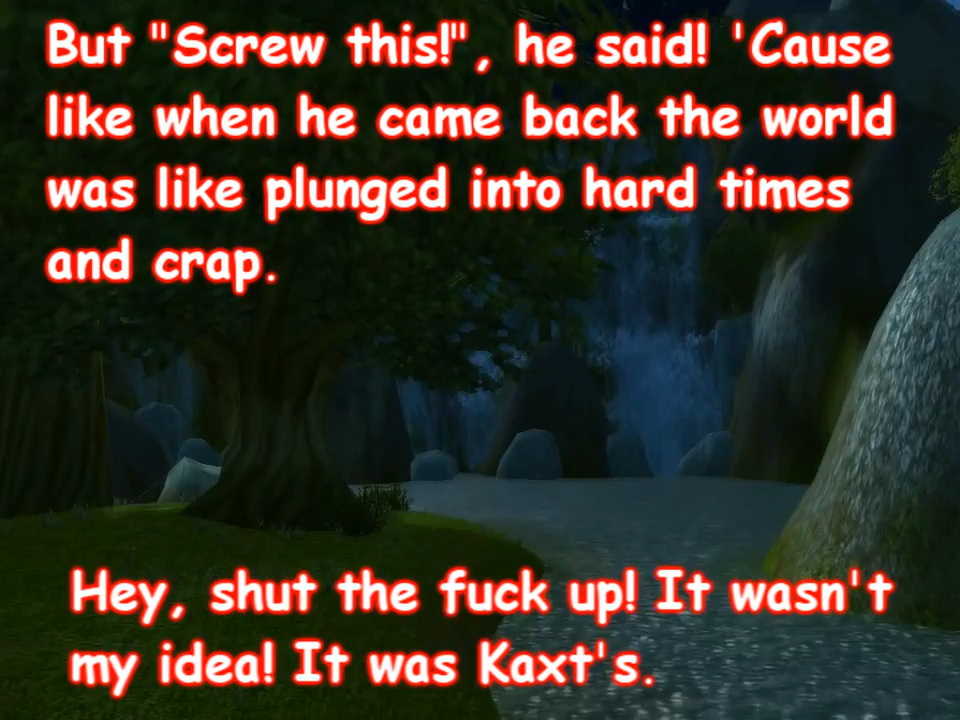 But "Screw this!", he said! 'Cause
like when he came back the world
was like plunged into hard times
and crap.
Hey, shut the fuck up! It wasn't
my idea! It was Kaxt's.